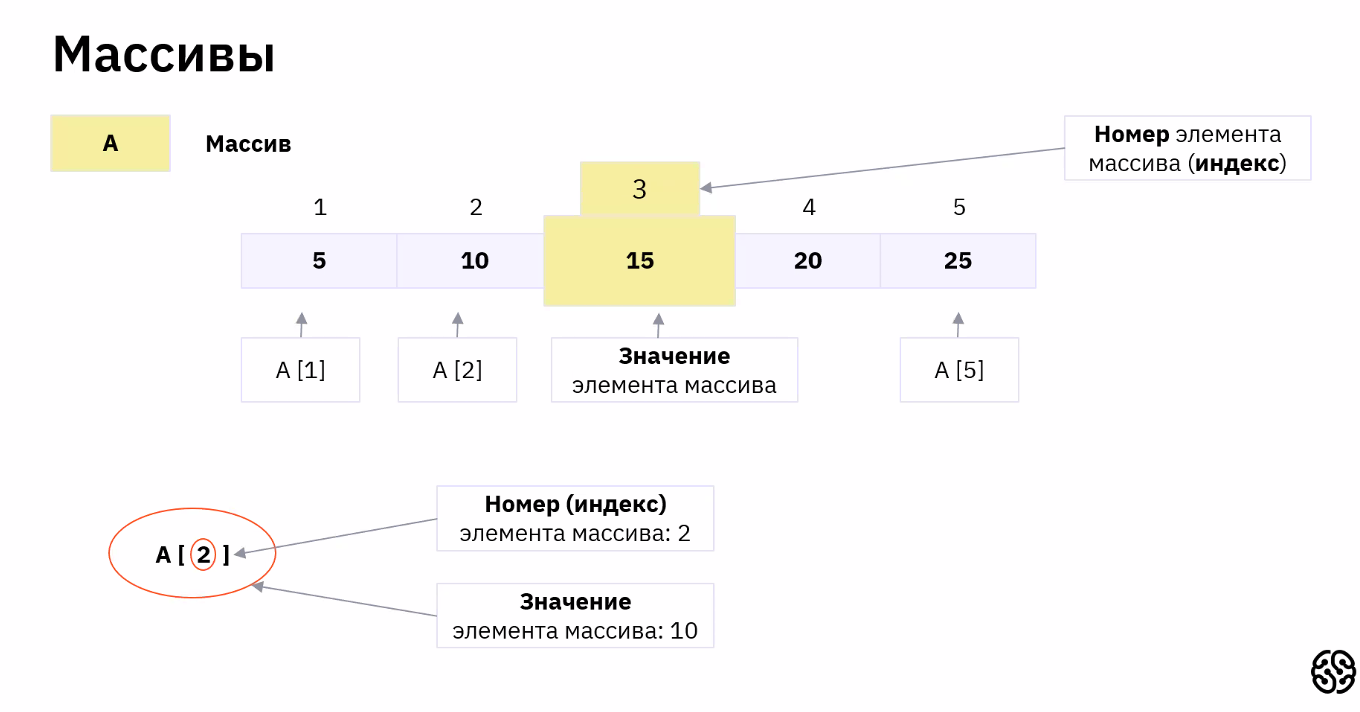 Массивы
А
Массив
Номер элемента
массива (индекс)
1
2
3
4
5
5
10
15
20
25
A [1]
A [2]
Значение
элемента массива
A [5]
Номер (индекс)
элемента массива: 2
A [ 2 ]
Значение
элемента массива: 10